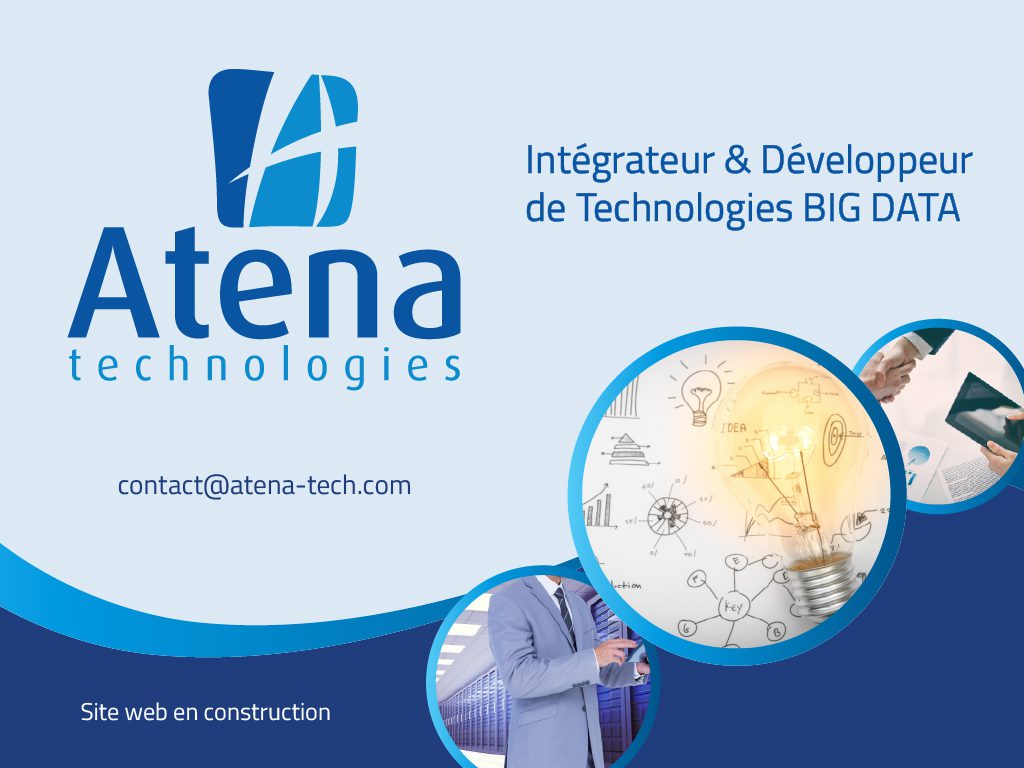 Atena
technologies
Intégrateur & Développeur
de Technologies BIG DATA
contact@atena-tech.com
IDEA
KEY
E
P
G
B
Site web en construction